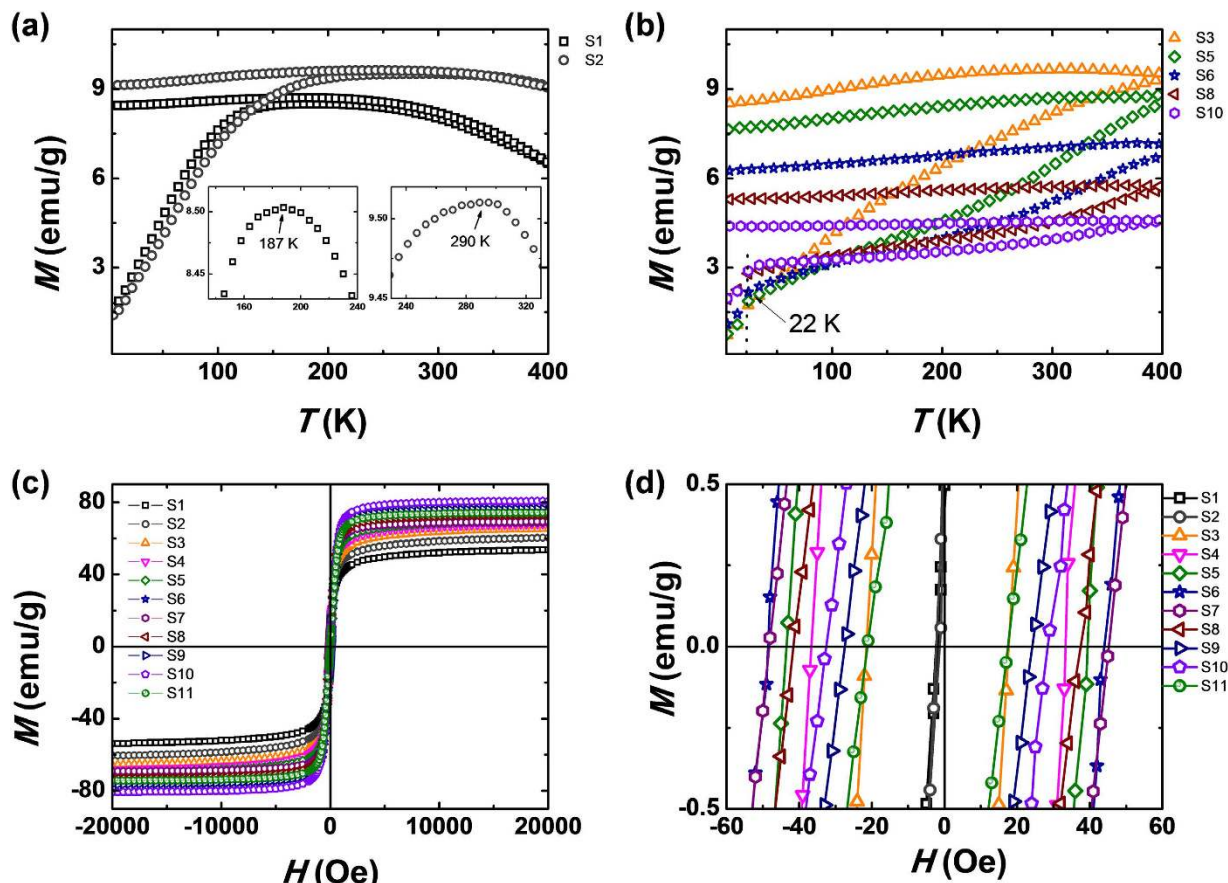 (a)
S1
S2
9
6
3
M (emu/g)
8.50
8.45
187 K
160 200 240
9.50
9.45
290 K
240 280 320
100 200 300 400
T (K)
(b)
S3
S5
S6
S8
S10
9
6
3
M (emu/g)
22 K
100 200 300 400
T (K)
(c)
S1
S2
S3
S4
S5
S6
S7
S8
S9
S10
S11
80
40
0
-40
-80
M (emu/g)
-20000 -10000 0 10000 20000
H (Oe)
(d)
S1
S2
S3
S4
S5
S6
S7
S8
S9
S10
S11
0.5
0.0
-0.5
M (emu/g)
-60 -40 -20 0 20 40 60
H (Oe)